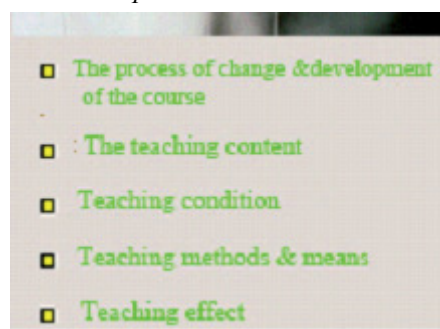 The process of change &development
of the course
: The teaching content
Teaching condition
Teaching methods & means
Teaching effect